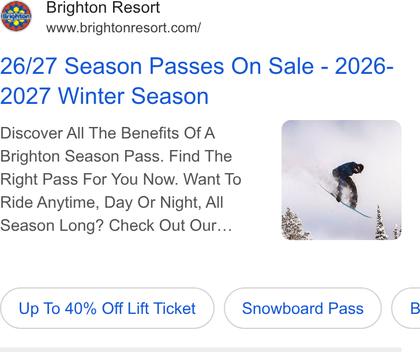 Brighton
Brighton Resort
www.brightonresort.com/
26/27 Season Passes On Sale - 2026-
2027 Winter Season
Discover All The Benefits Of A
Brighton Season Pass. Find The
Right Pass For You Now. Want To
Ride Anytime, Day Or Night, All
Season Long? Check Out Our…
Up To 40% Off Lift Ticket
Snowboard Pass
B